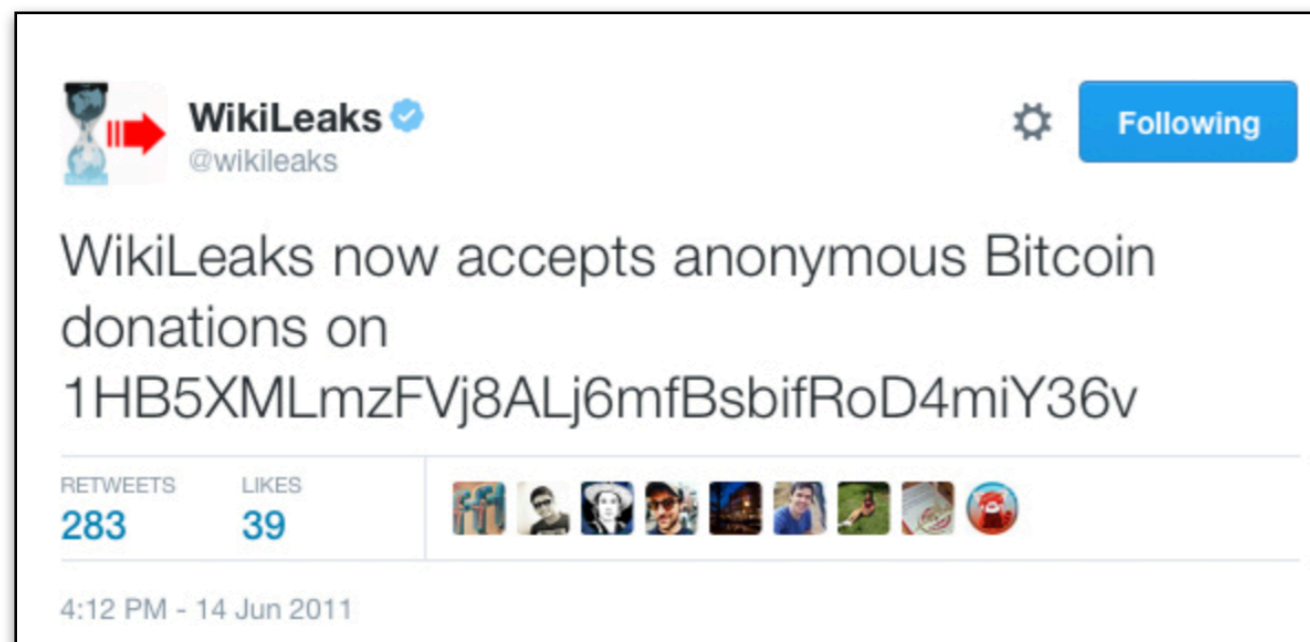 WikiLeaks
@wikileaks
Following
WikiLeaks now accepts anonymous Bitcoin
donations on
1HB5XMLmzFVj8ALj6mfBsbifRoD4miY36v
RETWEETS LIKES
283 39
4:12 PM - 14 Jun 2011